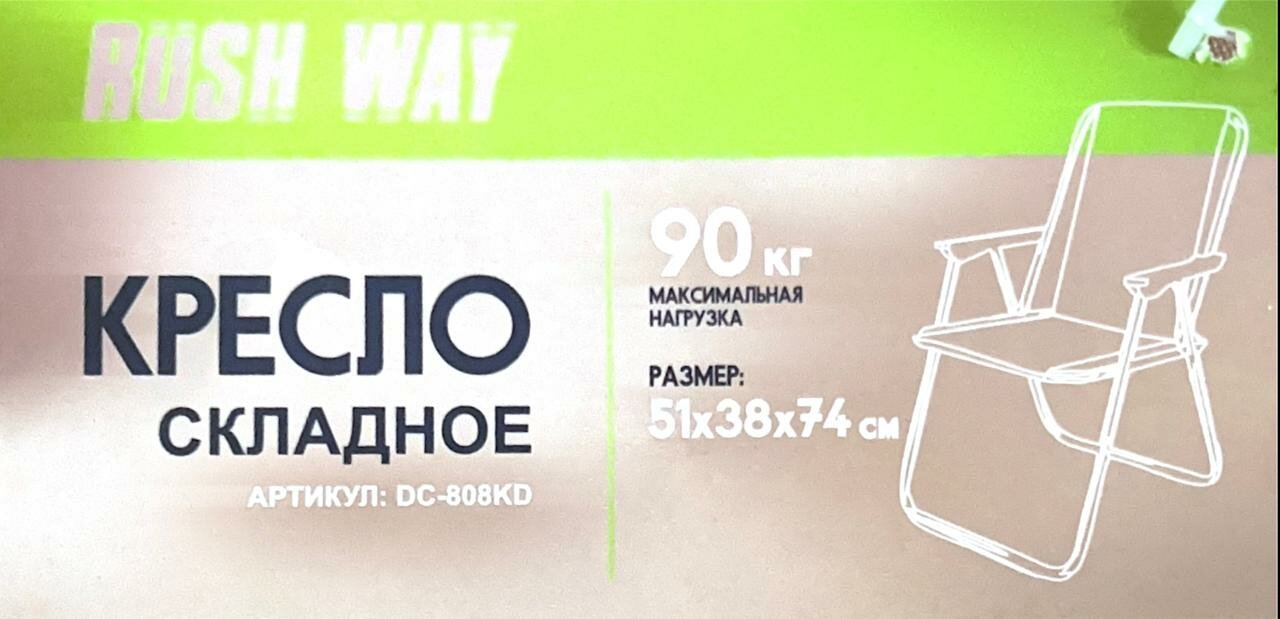 RUSH WAY
КРЕСЛО
СКЛАДНОЕ
АРТИКУЛ: DC-808KD
90 кг
МАКСИМАЛЬНАЯ
НАГРУЗКА
РАЗМЕР:
51x38x74 см